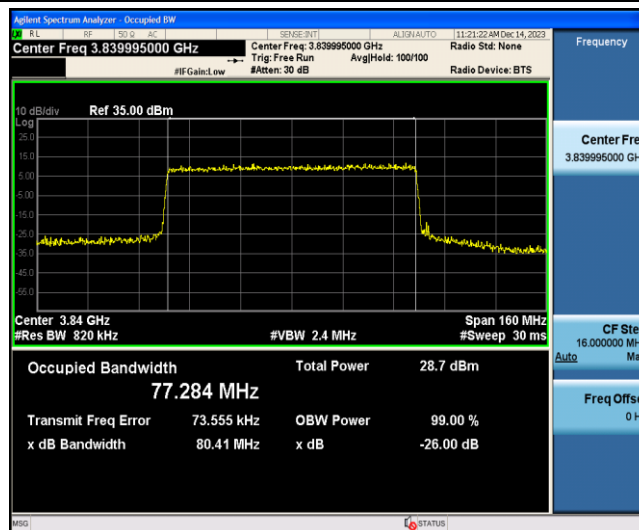 Agilent Spectrum Analyzer - Occupied BW
RL RF 50 Ω AC SENSE:INT ALIGN AUTO 11:21:22 AM Dec 14, 2023
Center Freq 3.839995000 GHz
Center Freq: 3.839995000 GHz Radio Std: None
Trig: Free Run Avg|Hold: 100/100
#IFGain:Low #Atten: 30 dB Radio Device: BTS
Frequency
10 dB/div Ref 35.00 dBm
Log
25.0
15.0
5.00
-5.00
-15.0
-25.0
-35.0
-45.0
-55.0
Center 3.84 GHz Span 160 MHz
#Res BW 820 kHz #VBW 2.4 MHz #Sweep 30 ms
Occupied Bandwidth Total Power 28.7 dBm
77.284 MHz
Transmit Freq Error 73.555 kHz OBW Power 99.00 %
x dB Bandwidth 80.41 MHz x dB -26.00 dB
Center Fre
3.839995000 GH
CF Ste
16.000000 MH
Auto Ma
Freq Offse
0 H
MSG STATUS